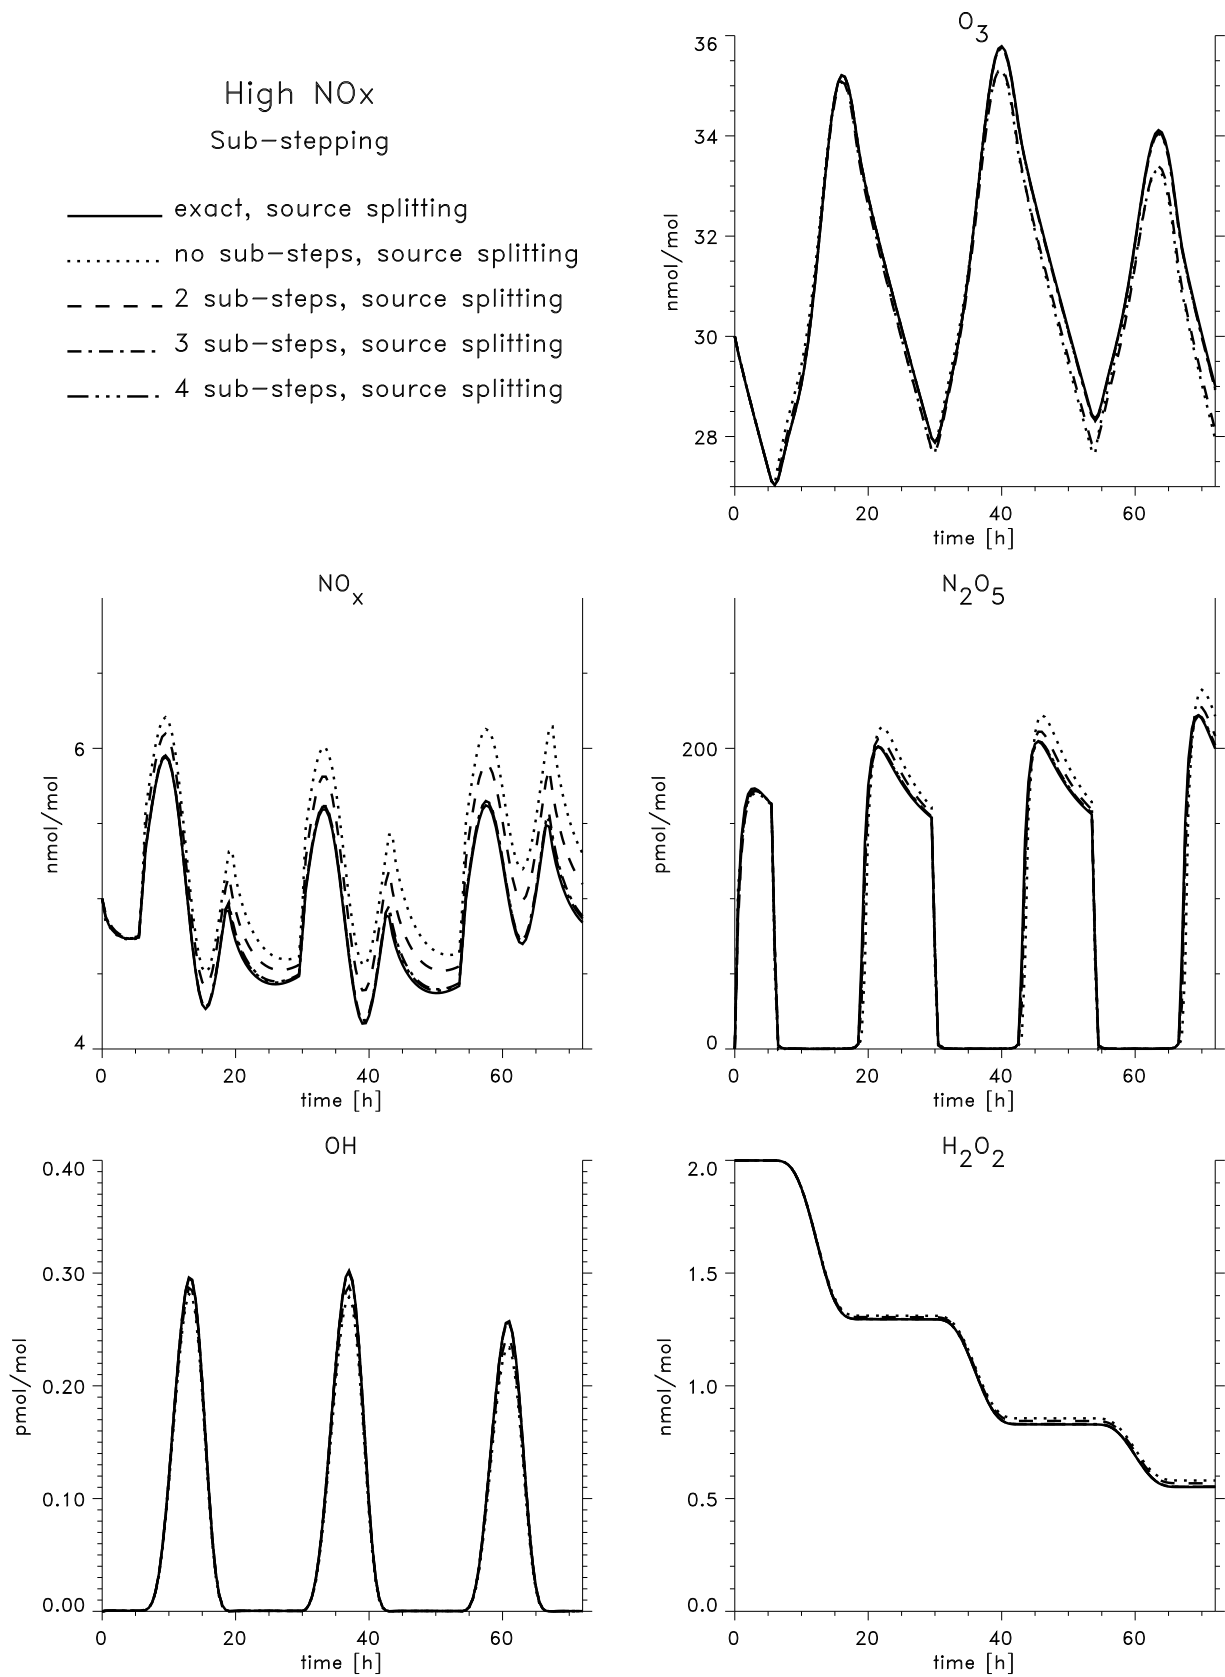 High NOx
Sub-stepping
exact, source splitting
no sub-steps, source splitting
2 sub-steps, source splitting
3 sub-steps, source splitting
4 sub-steps, source splitting
O3
36
34
32
30
28
nmol/mol
0 20 40 60
time [h]
NOx
6
4
nmol/mol
0 20 40 60
time [h]
N2O5
200
0
pmol/mol
0 20 40 60
time [h]
OH
0.40
0.30
0.20
0.10
0.00
pmol/mol
0 20 40 60
time [h]
H2O2
2.0
1.5
1.0
0.5
0.0
nmol/mol
0 20 40 60
time [h]